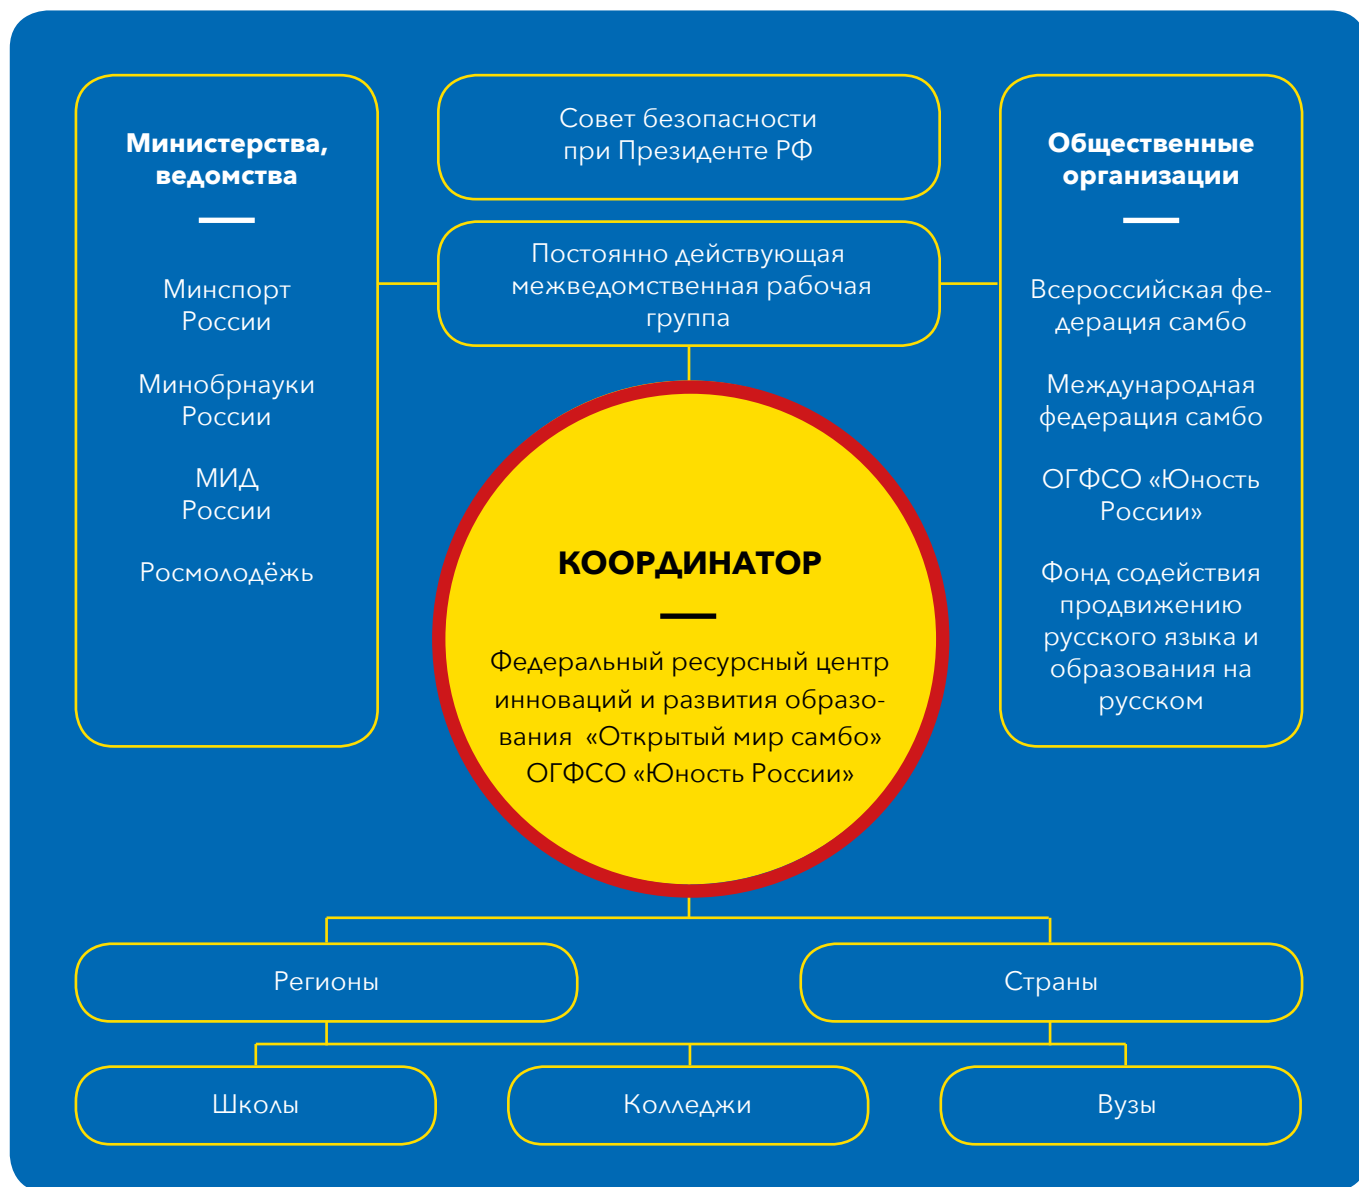 Министерства,
ведомства
Минспорт
России
Минобрнауки
России
МИД
России
Росмолодёжь
Совет безопасности
при Президенте РФ
Постоянно действующая
межведомственная рабочая
группа
Общественные
организации
Всероссийская фе-
дерация самбо
Международная
федерация самбо
ОГФСО «Юность
России»
Фонд содействия
продвижению
русского языка и
образования на
русском
КООРДИНАТОР
Федеральный ресурсный центр
инноваций и развития образо-
вания «Открытый мир самбо»
ОГФСО «Юность России»
Регионы
Страны
Школы
Колледжи
Вузы